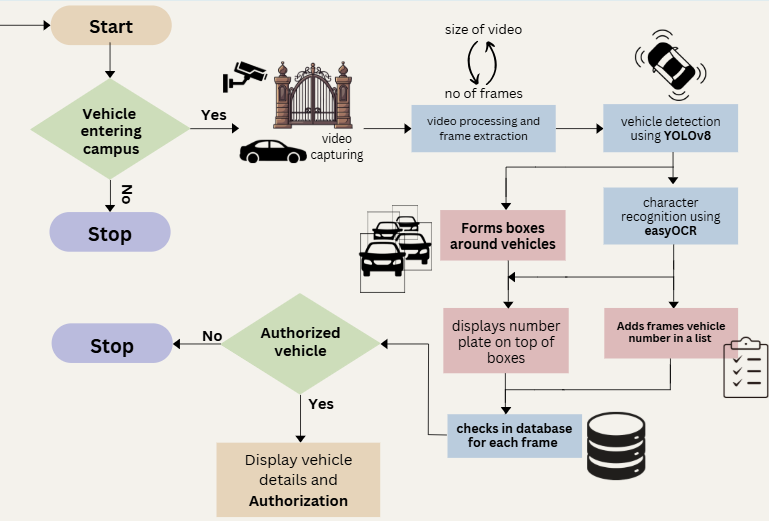 Start
Vehicle
entering
campus
Yes
No
Stop
video
capturing
size of video
no of frames
video processing and
frame extraction
vehicle detection
using YOLOv8
Forms boxes
around vehicles
character
recognition using
easyOCR
displays number
plate on top of
boxes
Adds frames vehicle
number in a list
checks in database
for each frame
Authorized
vehicle
No
Stop
Yes
Display vehicle
details and
Authorization